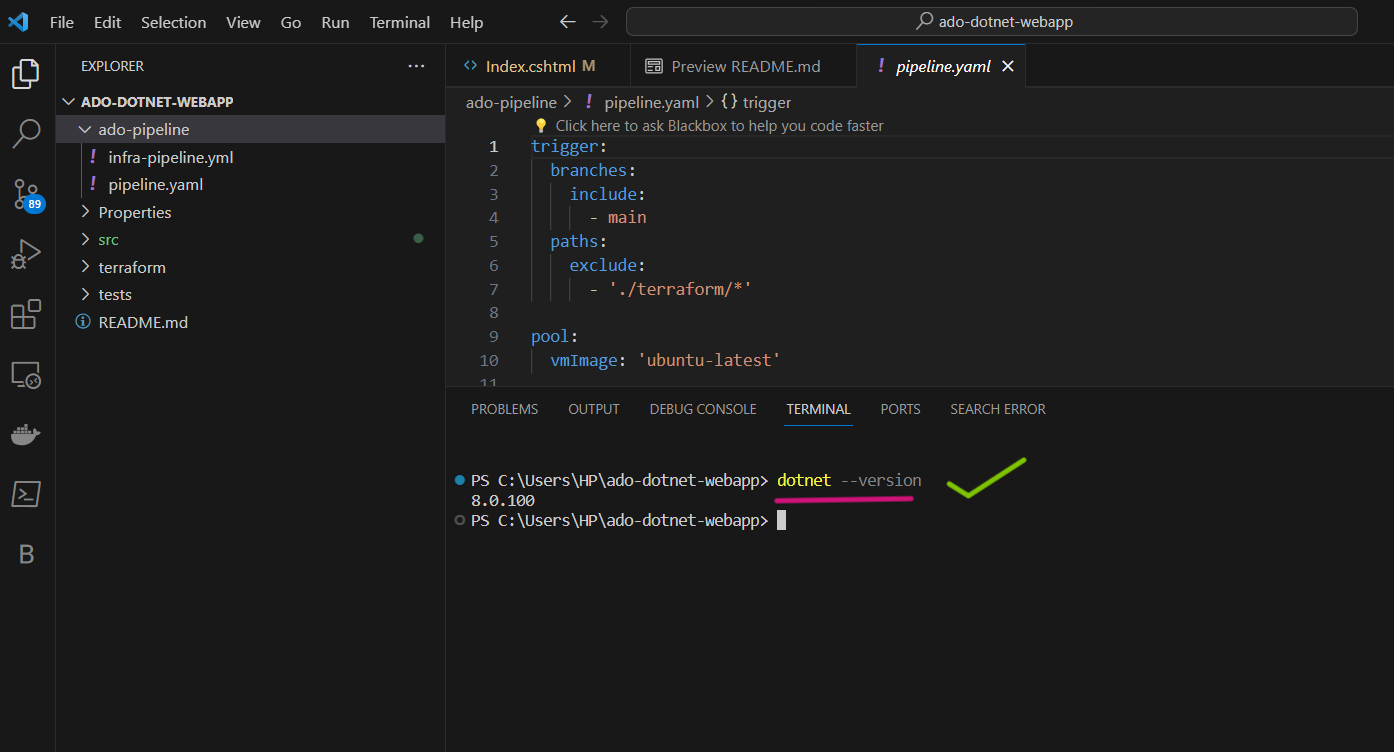 File Edit Selection View Go Run Terminal Help
ado-dotnet-webapp
EXPLORER
ADO-DOTNET-WEBAPP
ado-pipeline
! infra-pipeline.yml
! pipeline.yaml
Properties
src
terraform
tests
README.md
89
B
Index.cshtml M
Preview README.md
! pipeline.yaml
ado-pipeline > ! pipeline.yaml > {} trigger
Click here to ask Blackbox to help you code faster
1 trigger:
2 branches:
3 include:
4 - main
5 paths:
6 exclude:
7 - './terraform/*'
8
9 pool:
10 vmImage: 'ubuntu-latest'
11
PROBLEMS OUTPUT DEBUG CONSOLE TERMINAL PORTS SEARCH ERROR
PS C:\Users\HP\ado-dotnet-webapp> dotnet --version
8.0.100
PS C:\Users\HP\ado-dotnet-webapp>